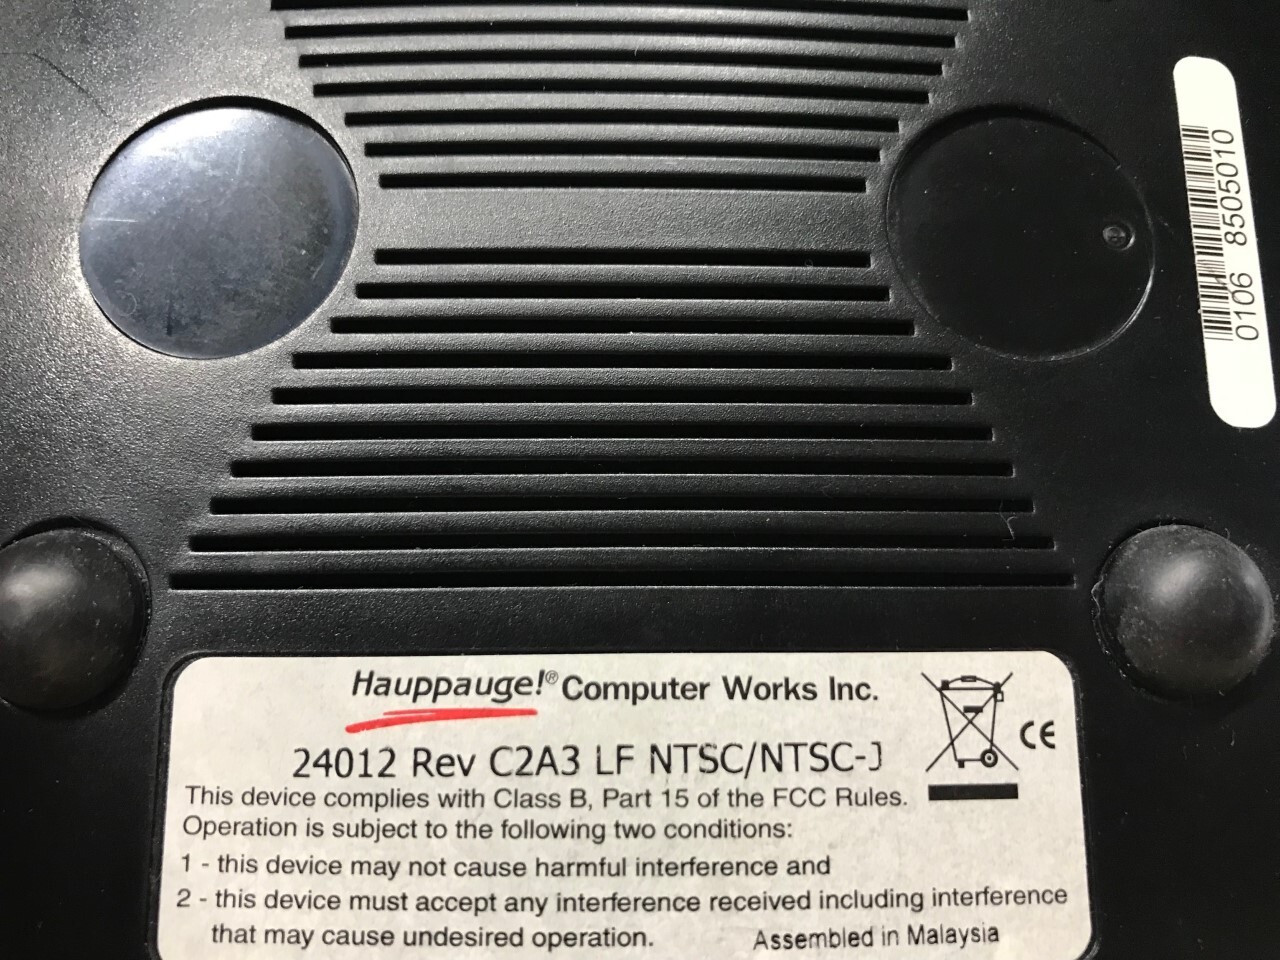 0106 8505010
Hauppauge!® Computer Works Inc.
24012 Rev C2A3 LF NTSC/NTSC-J
CE
This device complies with Class B, Part 15 of the FCC Rules.
Operation is subject to the following two conditions:
1 - this device may not cause harmful interference and
2 - this device must accept any interference received including interference
that may cause undesired operation.
Assembled in Malaysia